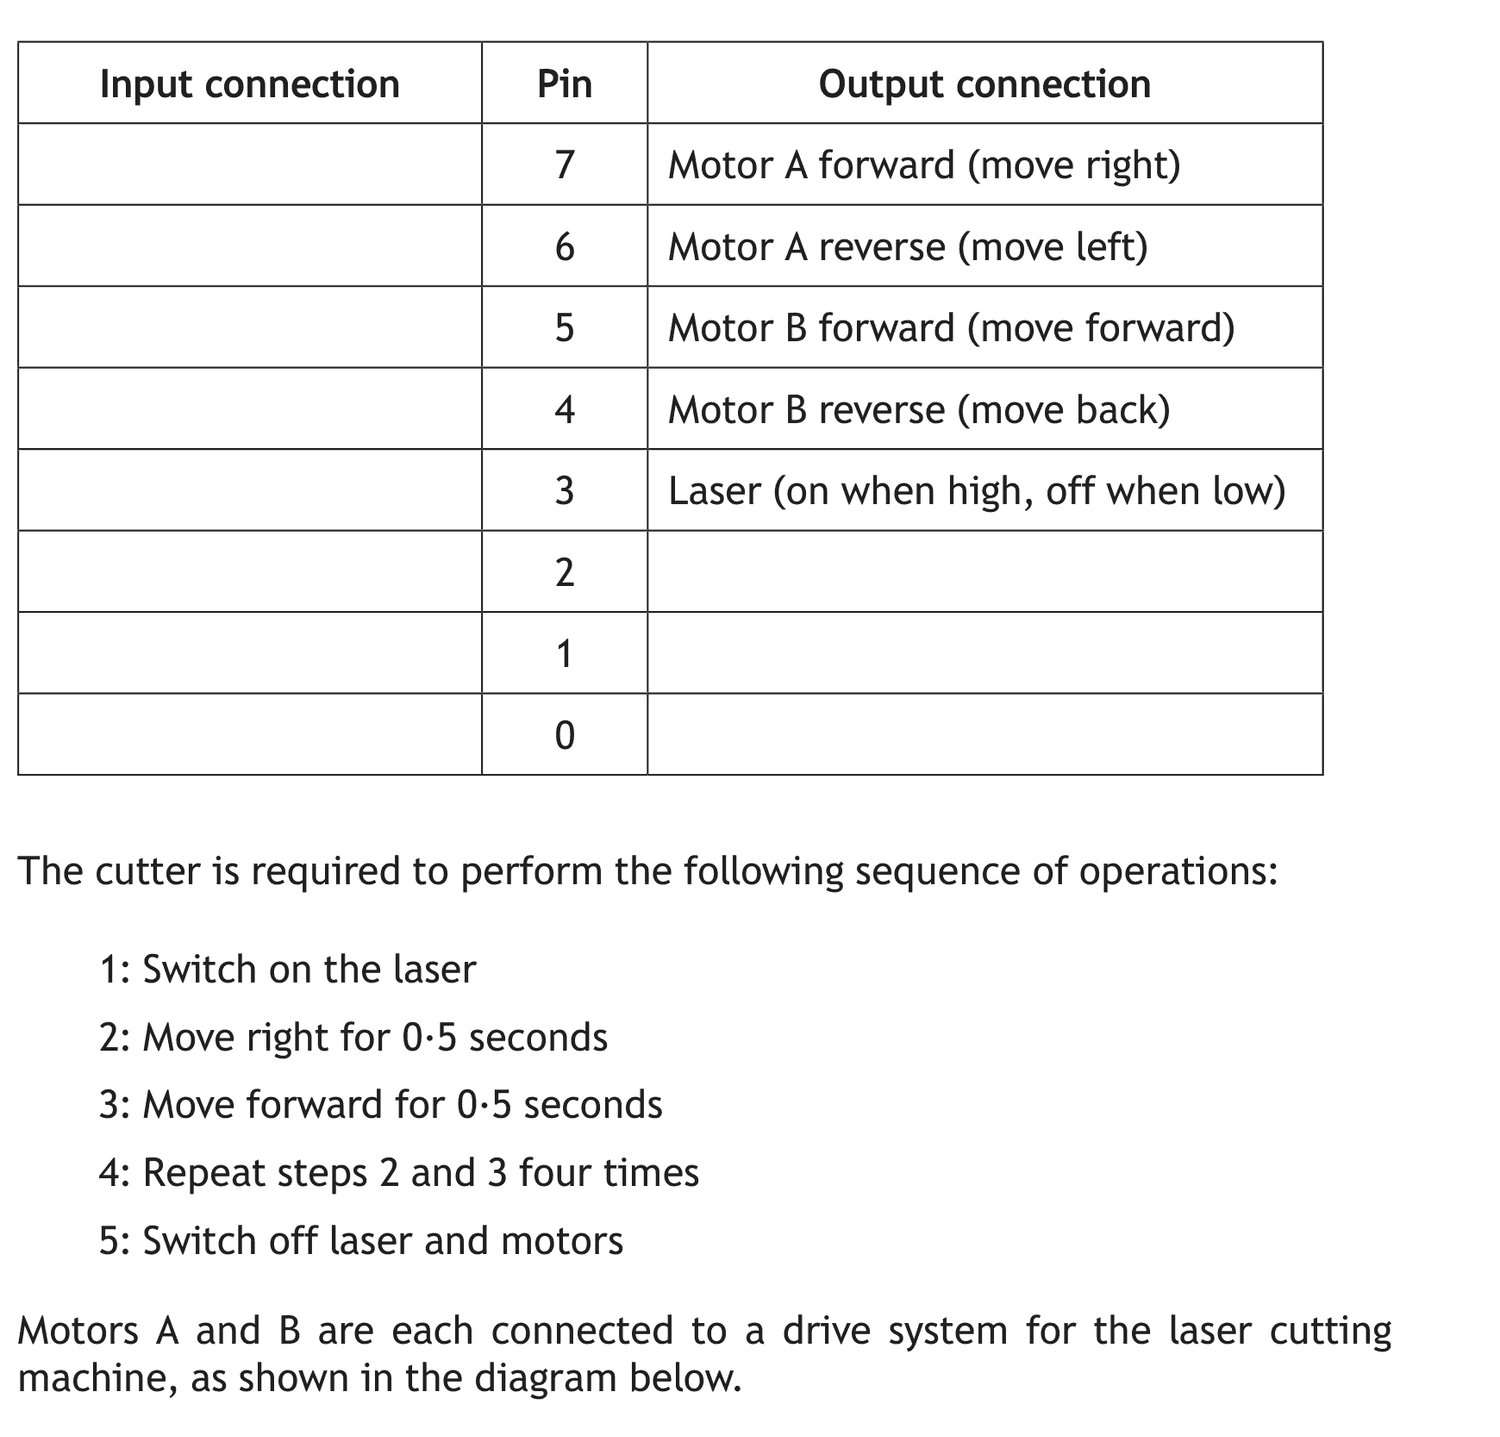 Input connection Pin Output connection
7 Motor A forward (move right)
6 Motor A reverse (move left)
5 Motor B forward (move forward)
4 Motor B reverse (move back)
3 Laser (on when high, off when low)
2
1
0
The cutter is required to perform the following sequence of operations:
1: Switch on the laser
2: Move right for 0·5 seconds
3: Move forward for 0·5 seconds
4: Repeat steps 2 and 3 four times
5: Switch off laser and motors
Motors A and B are each connected to a drive system for the laser cutting
machine, as shown in the diagram below.